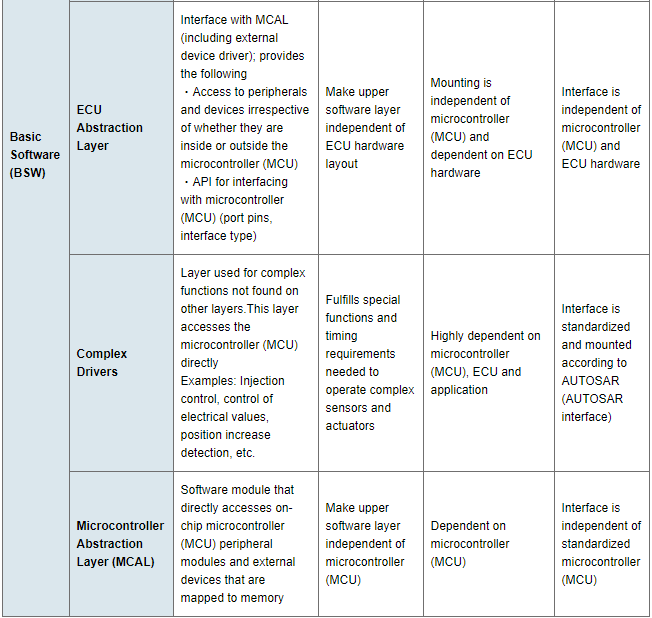 Basic
Software
(BSW)
ECU
Abstraction
Layer
Interface with MCAL
(including external
device driver); provides
the following
・Access to peripherals
and devices irrespective
of whether they are
inside or outside the
microcontroller (MCU)
・API for interfacing
with microcontroller
(MCU) (port pins,
interface type)
Make upper
software layer
independent of
ECU hardware
layout
Mounting is
independent of
microcontroller
(MCU) and
dependent on ECU
hardware
Interface is
independent of
microcontroller
(MCU) and
ECU hardware
Complex
Drivers
Layer used for complex
functions not found on
other layers.This layer
accesses the
microcontroller (MCU)
directly
Examples: Injection
control, control of
electrical values,
position increase
detection, etc.
Fulfills special
functions and
timing
requirements
needed to
operate complex
sensors and
actuators
Highly dependent on
microcontroller
(MCU), ECU and
application
Interface is
standardized
and mounted
according to
AUTOSAR
(AUTOSAR
interface)
Microcontroller
Abstraction
Layer (MCAL)
Software module that
directly accesses on-
chip microcontroller
(MCU) peripheral
modules and external
devices that are
mapped to memory
Make upper
software layer
independent of
microcontroller
(MCU)
Dependent on
microcontroller
(MCU)
Interface is
independent of
standardized
microcontroller
(MCU)